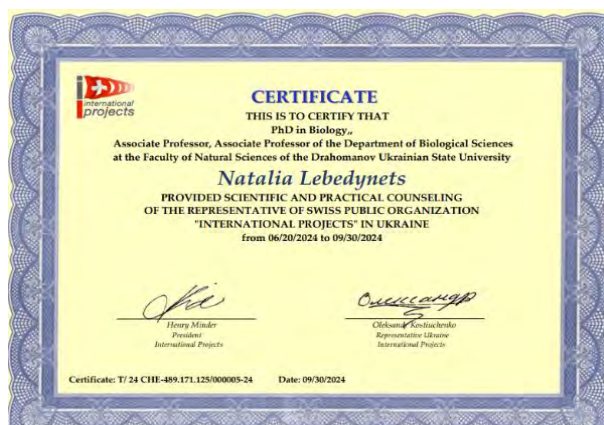 international
projects
CERTIFICATE
THIS IS TO CERTIFY THAT
PhD in Biology,,
Associate Professor, Associate Professor of the Department of Biological Sciences
at the Faculty of Natural Sciences of the Drahomanov Ukrainian State University
Natalia Lebedynets
PROVIDED SCIENTIFIC AND PRACTICAL COUNSELING
OF THE REPRESENTATIVE OF SWISS PUBLIC ORGANIZATION
"INTERNATIONAL PROJECTS" IN UKRAINE
from 06/20/2024 to 09/30/2024
Олександр
Henry Minder
President
International Projects
Oleksandr Kostiuchenko
Representative Ukraine
International Projects
Certificate: T/ 24 CHE-489.171.125/000005-24 Date: 09/30/2024